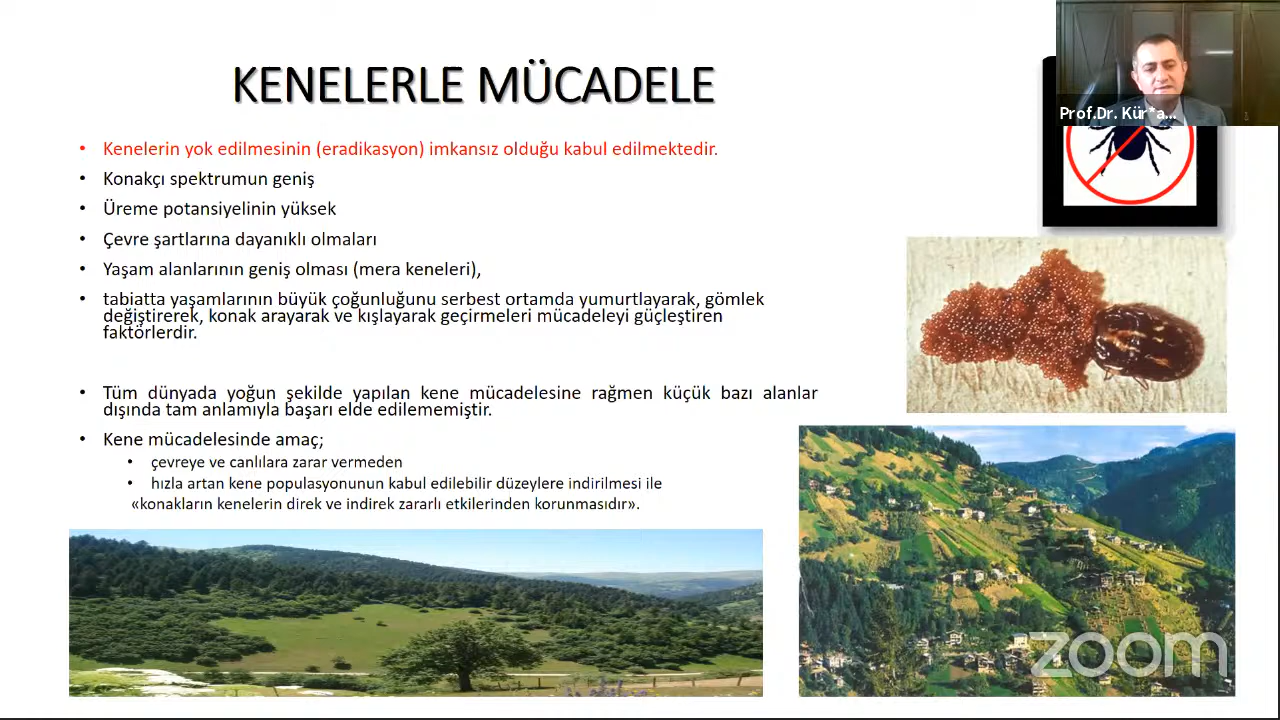 KENELERLE MÜCADELE
Prof.Dr. Kür*a...
• Kenelerin yok edilmesinin (eradikasyon) imkansız olduğu kabul edilmektedir.
• Konakçı spektrumun geniş
• Üreme potansiyelinin yüksek
• Çevre şartlarına dayanıklı olmaları
• Yaşam alanlarının geniş olması (mera keneleri),
• tabiatta yaşamlarının büyük çoğunluğunu serbest ortamda yumurtlayarak, gömlek
değiştirerek, konak arayarak ve kışlayarak geçirmeleri mücadeleyi güçleştiren
faktörlerdir.
• Tüm dünyada yoğun şekilde yapılan kene mücadelesine rağmen küçük bazı alanlar
dışında tam anlamıyla başarı elde edilememiştir.
• Kene mücadelesinde amaç;
• çevreye ve canlılara zarar vermeden
• hızla artan kene populasyonunun kabul edilebilir düzeylere indirilmesi ile
«konakların kenelerin direk ve indirek zararlı etkilerinden korunmasıdır».
zoom